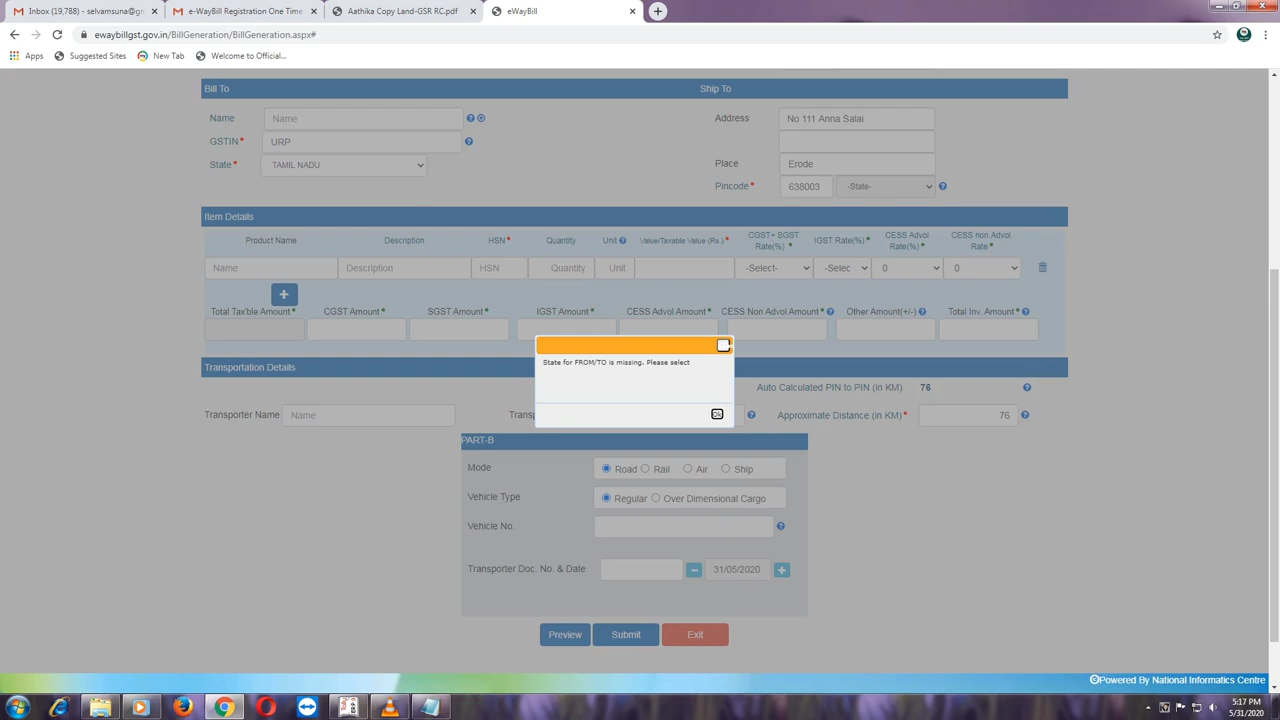 Inbox (19,788) - selvamsuna@gm
e-WayBill Registration One Time
Aathika Copy Land-GSR RC.pdf
eWayBill
ewaybillgst.gov.in/BillGeneration/BillGeneration.aspx#
Apps Suggested Sites New Tab Welcome to Official...
Bill To Ship To
Name Name Address No 111 Anna Salai
GSTIN* URP
State* TAMIL NADU Place Erode
Pincode* 638003 -State-
Item Details
Product Name Description HSN* Quantity Unit Value/Taxable Value (Rs.)* CGST+ SGST Rate(%)* IGST Rate(%)* CESS Advol Rate(%)* CESS non Advol. Rate*
Name Description HSN Quantity Unit -Select- -Selec 0 0
+
Total Tax'ble Amount* CGST Amount* SGST Amount* IGST Amount* CESS Advol Amount* CESS Non Advol Amount* Other Amount(+/-) Total Inv. Amount*
State for FROM/TO is missing. Please select
Transportation Details
Auto Calculated PIN to PIN (in KM) 76
Transporter Name Name Trans Approximate Distance (in KM)* 76
PART-B
Mode Road Rail Air Ship
Vehicle Type Regular Over Dimensional Cargo
Vehicle No.
Transporter Doc. No. & Date 31/05/2020
Preview Submit Exit
©Powered By National Informatics Centre
5:17 PM
5/31/2020